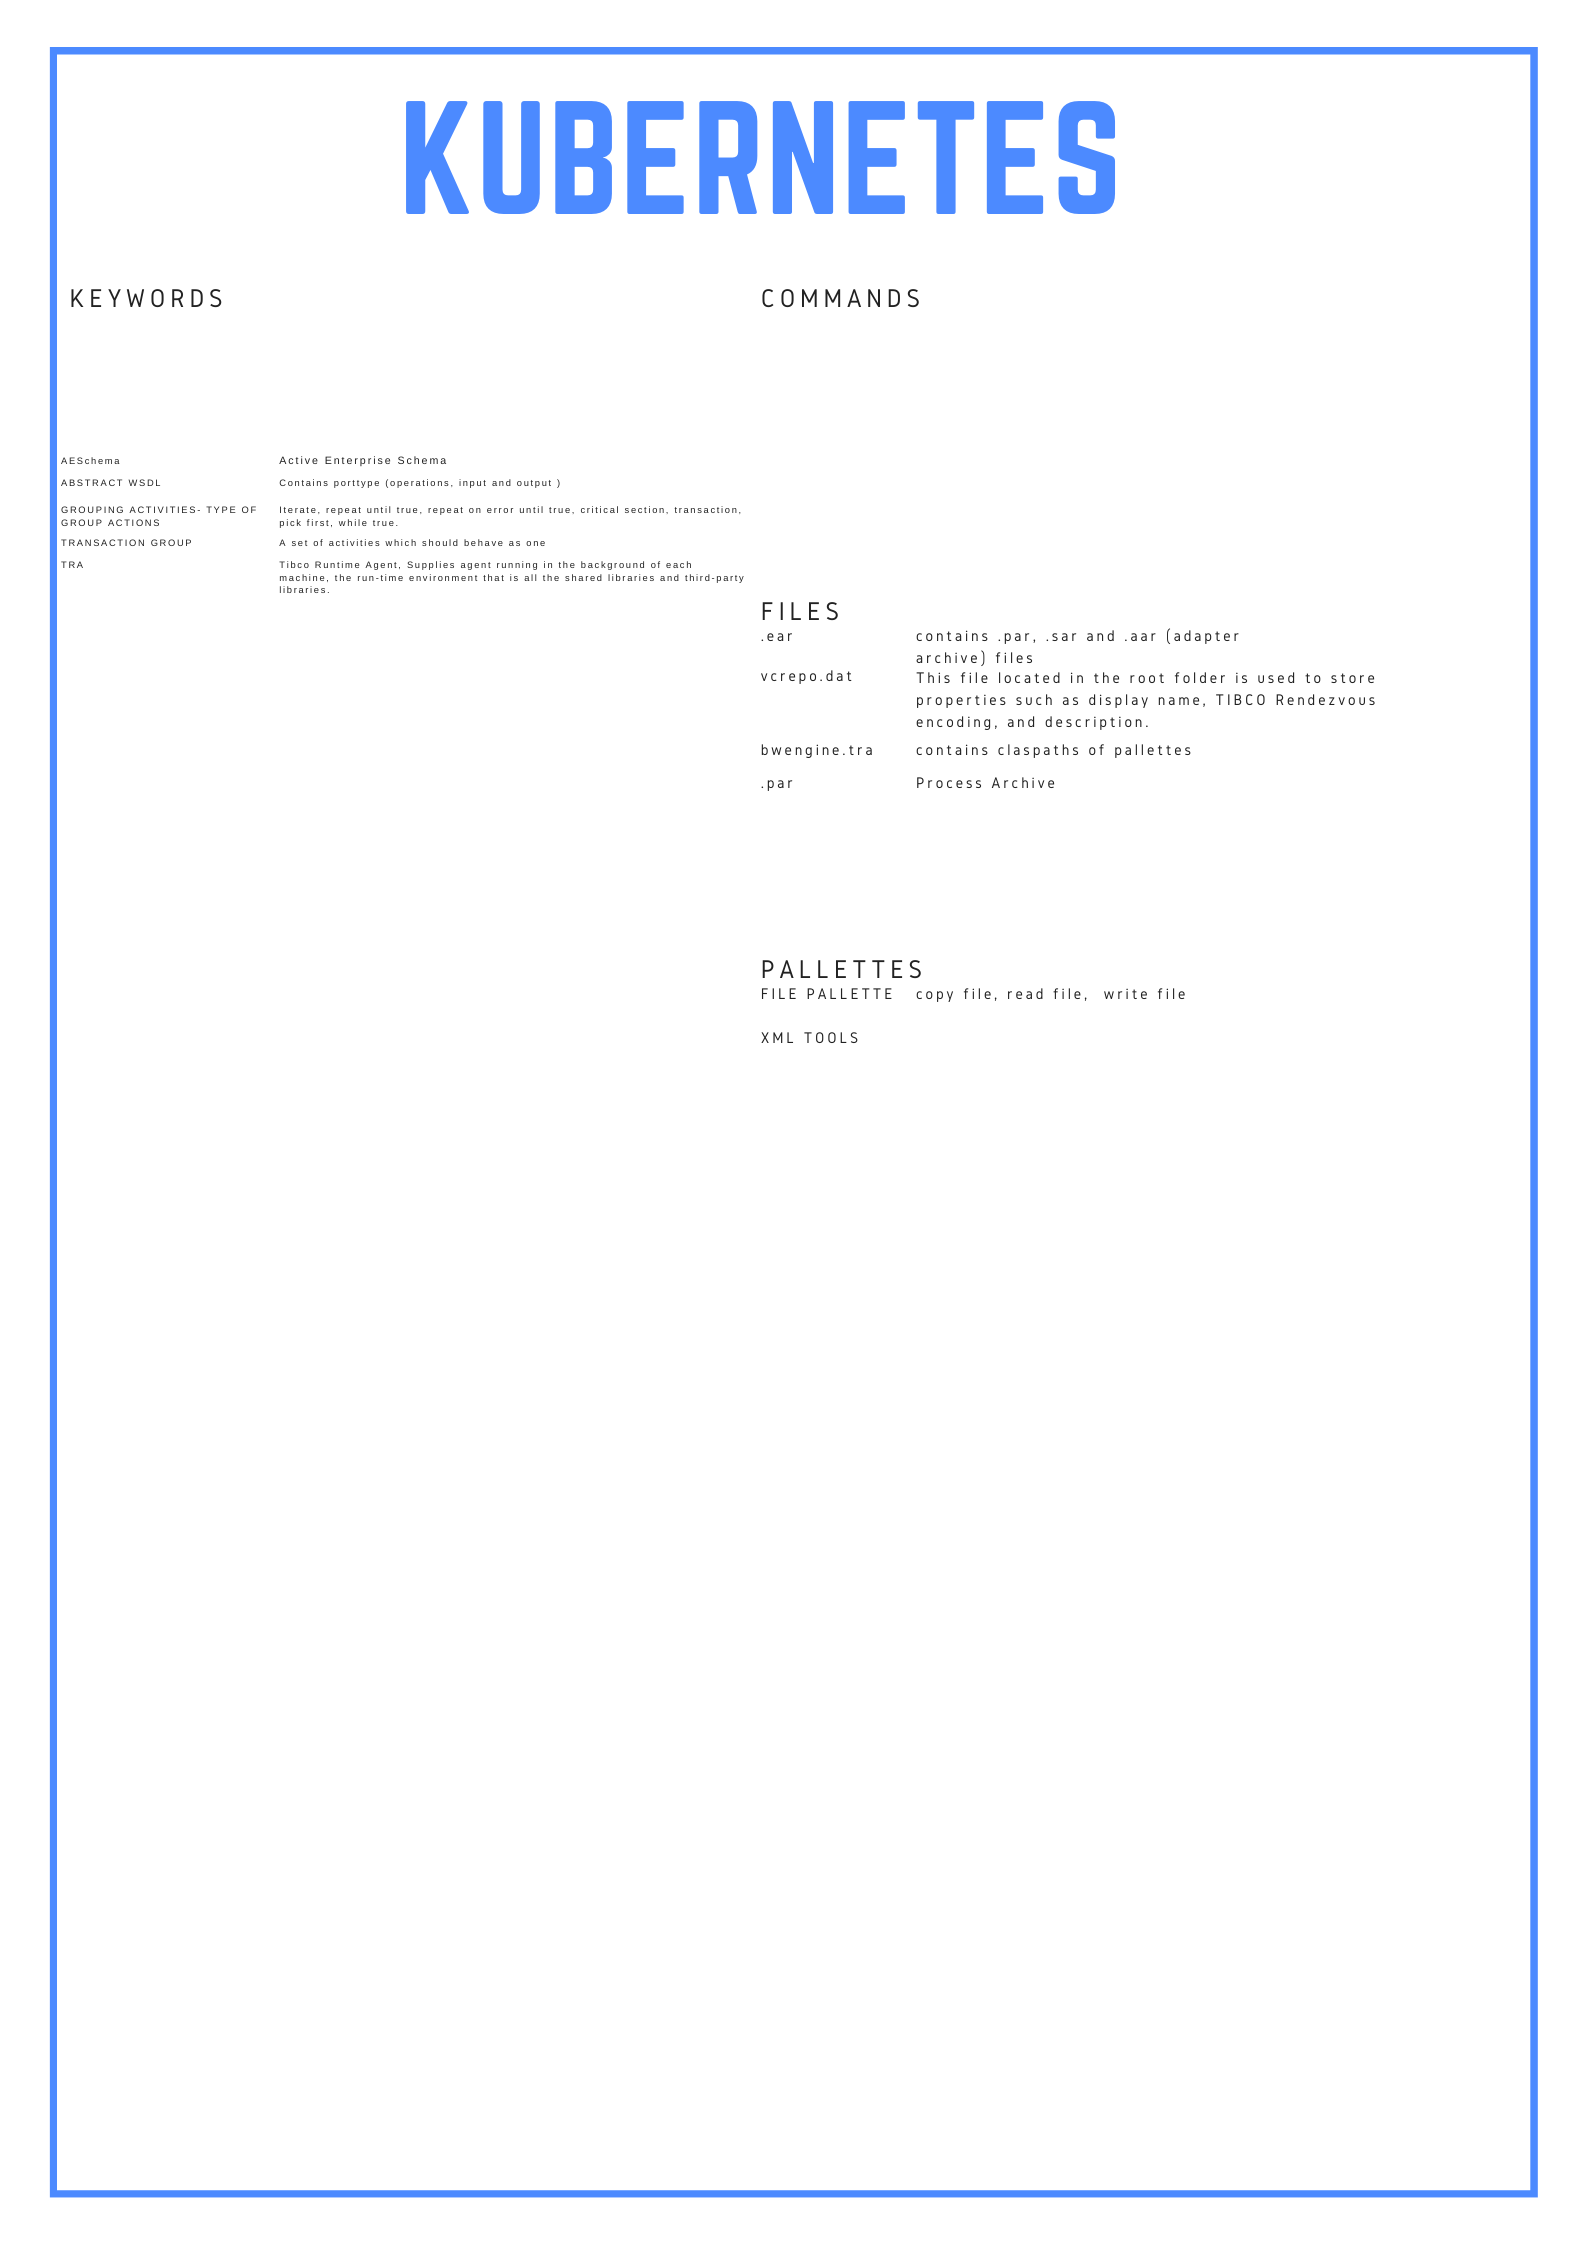 KUBERNETES
KEYWORDS
AESchema Active Enterprise Schema
ABSTRACT WSDL Contains porttype (operations, input and output )
GROUPING ACTIVITIES- TYPE OF Iterate, repeat until true, repeat on error until true, critical section, transaction,
GROUP ACTIONS pick first, while true.
TRANSACTION GROUP A set of activities which should behave as one
TRA Tibco Runtime Agent, Supplies agent running in the background of each
machine, the run-time environment that is all the shared libraries and third-party
libraries.
COMMANDS
FILES
.ear contains .par, .sar and .aar (adapter
archive) files
vcrepo.dat This file located in the root folder is used to store
properties such as display name, TIBCO Rendezvous
encoding, and description.
bwengine.tra contains claspaths of pallettes
.par Process Archive
PALLETTES
FILE PALLETTE copy file, read file, write file
XML TOOLS